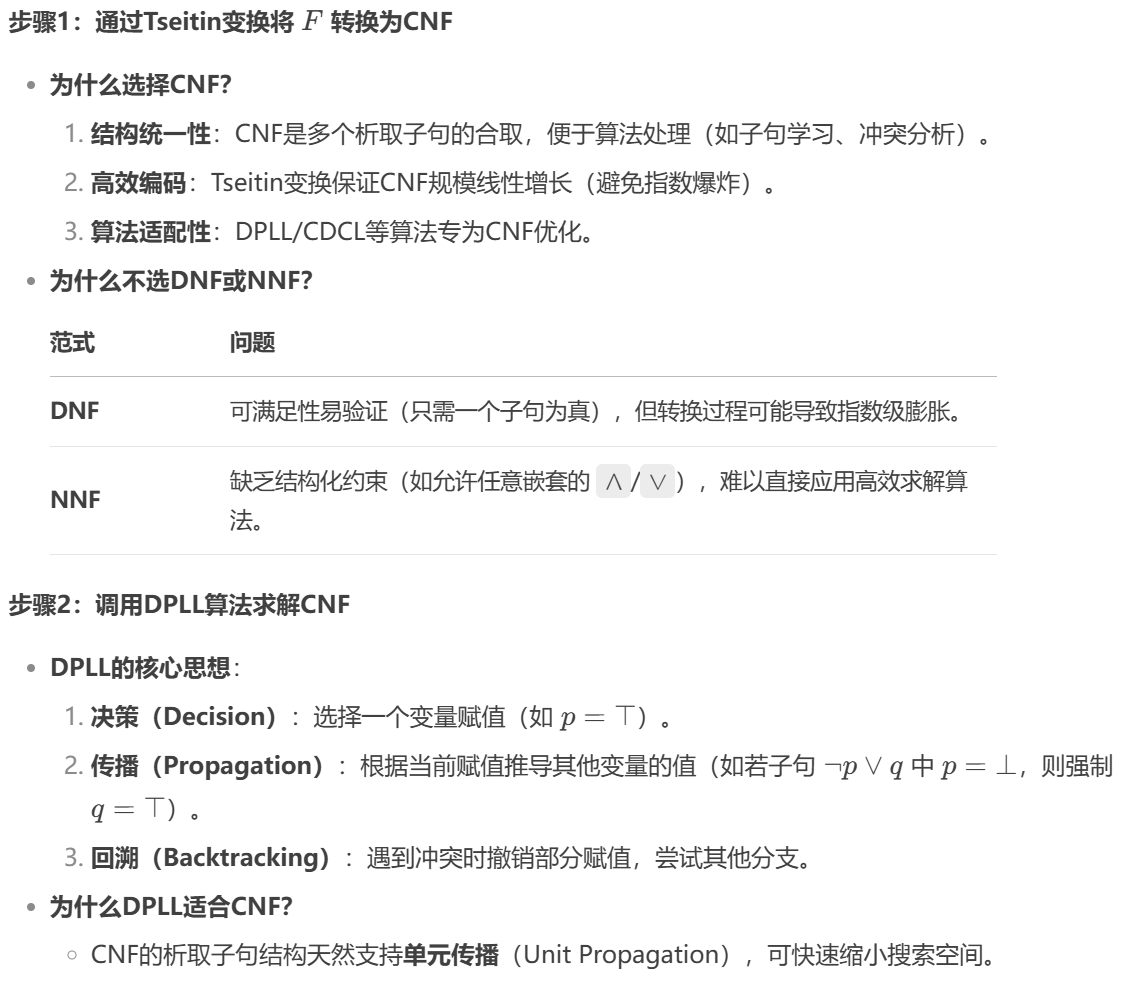 步骤1：通过Tseitin变换将 F 转换为CNF
• 为什么选择CNF？
1. 结构统一性：CNF是多个析取子句的合取，便于算法处理（如子句学习、冲突分析）。
2. 高效编码：Tseitin变换保证CNF规模线性增长（避免指数爆炸）。
3. 算法适配性：DPLL/CDCL等算法专为CNF优化。
• 为什么不选DNF或NNF？
范式 问题
DNF 可满足性易验证（只需一个子句为真），但转换过程可能导致指数级膨胀。
NNF 缺乏结构化约束（如允许任意嵌套的 ∧/∨），难以直接应用高效求解算
法。
步骤2：调用DPLL算法求解CNF
• DPLL的核心思想：
1. 决策（Decision）：选择一个变量赋值（如 p = ⊤）。
2. 传播（Propagation）：根据当前赋值推导其他变量的值（如若子句 ¬p ∨ q 中 p = ⊥，则强制
q = ⊤）。
3. 回溯（Backtracking）：遇到冲突时撤销部分赋值，尝试其他分支。
• 为什么DPLL适合CNF？
◦ CNF的析取子句结构天然支持单元传播（Unit Propagation），可快速缩小搜索空间。